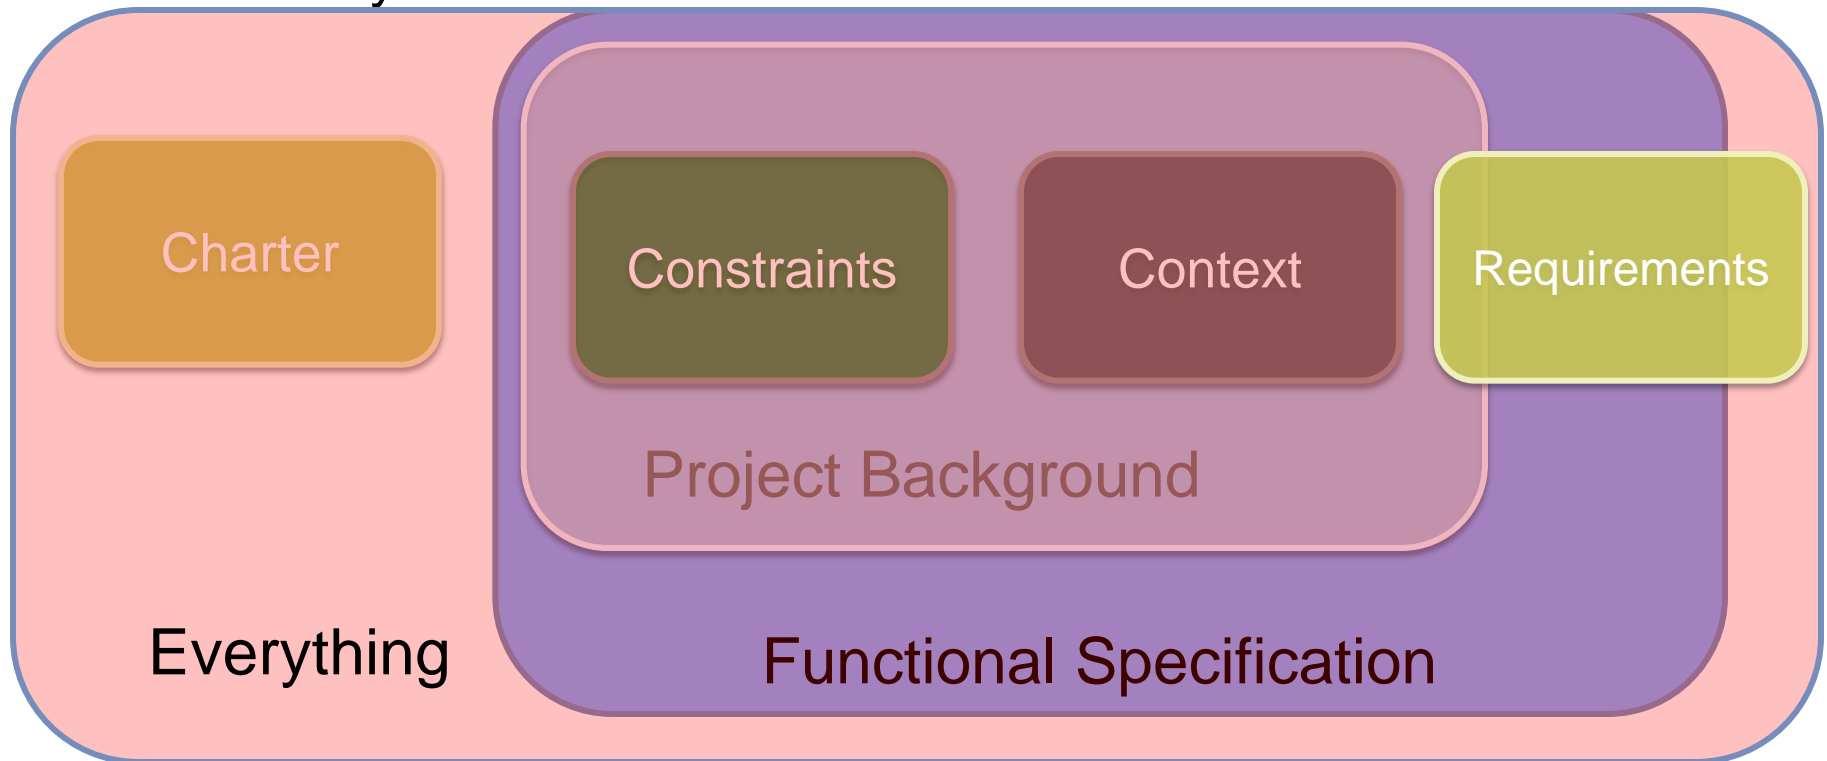 Charter
Constraints
Context
Requirements
Project Background
Everything
Functional Specification